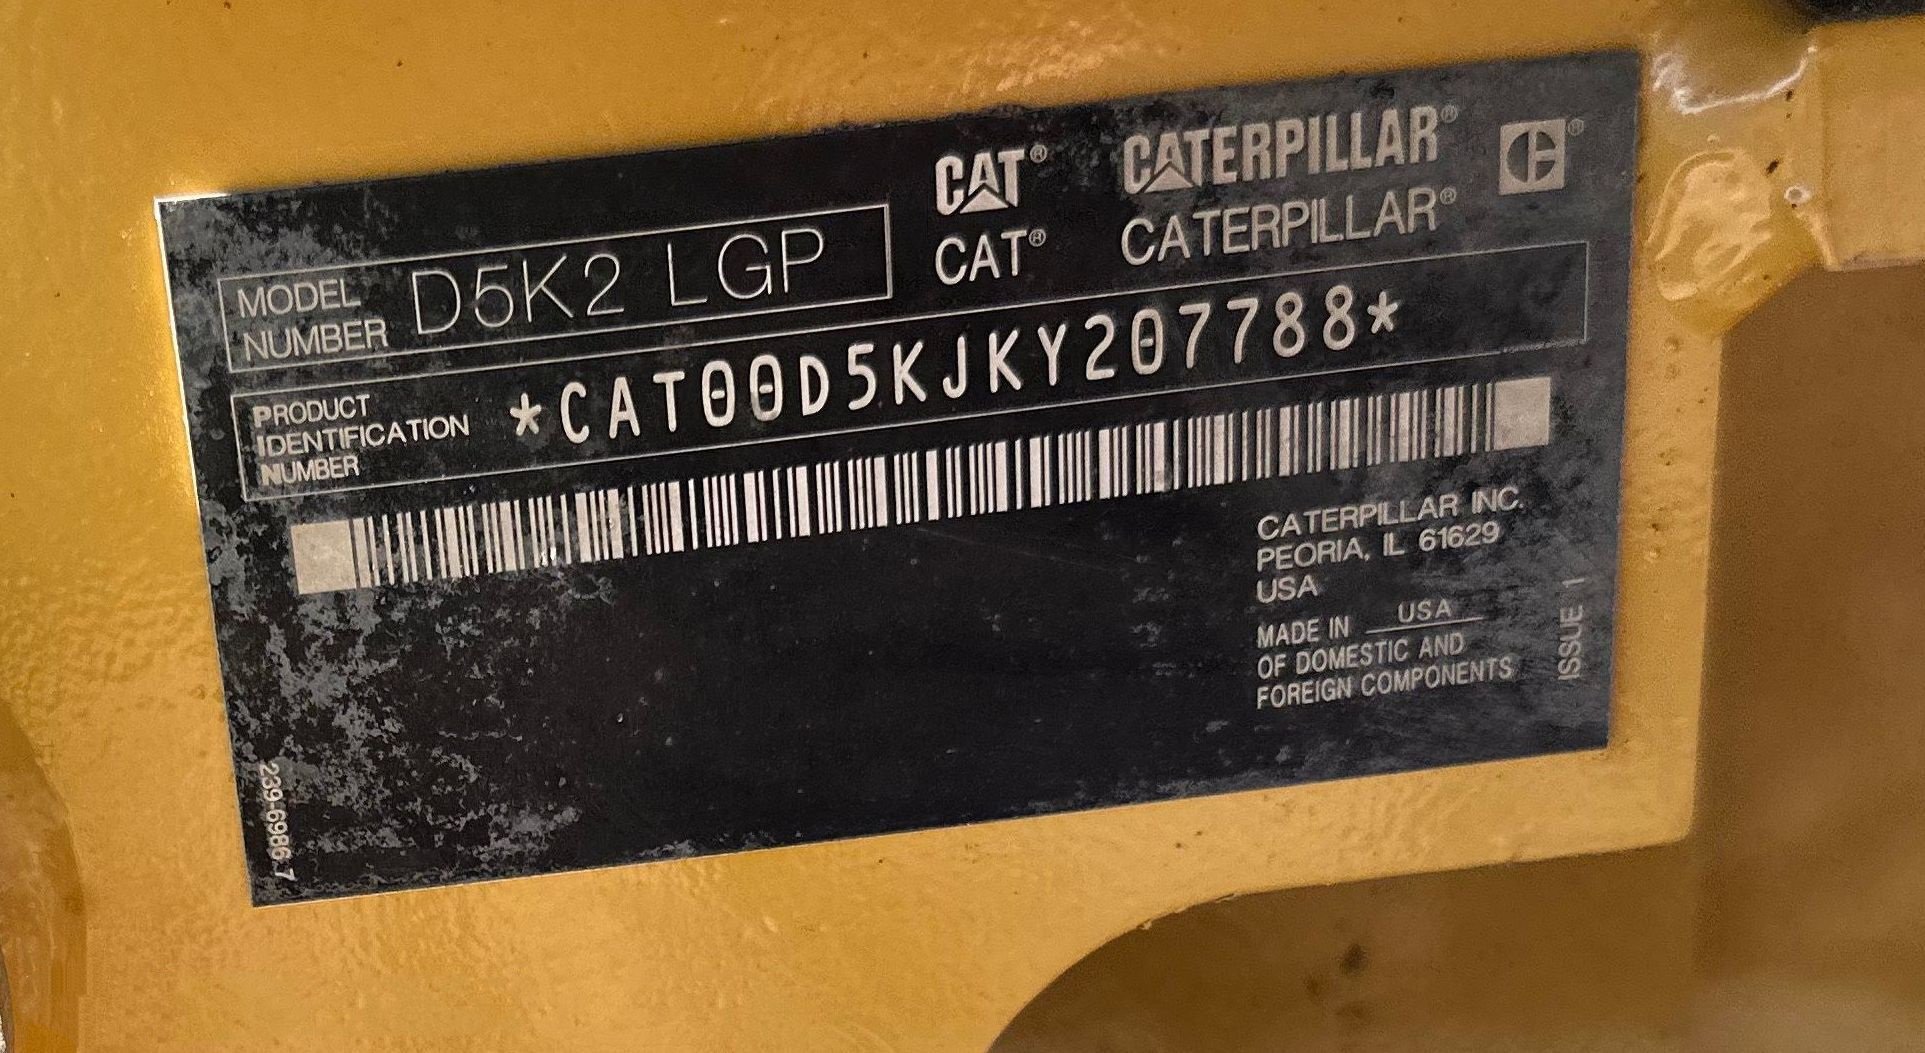 CAT® CATERPILLAR®
CAT® CATERPILLAR®
MODEL
NUMBER
D5K2 LGP
PRODUCT
IDENTIFICATION
NUMBER
*CAT00D5KJKY207788*
CATERPILLAR INC.
PEORIA, IL 61629
USA
MADE IN USA
OF DOMESTIC AND
FOREIGN COMPONENTS
ISSUE 1
239-6986 7